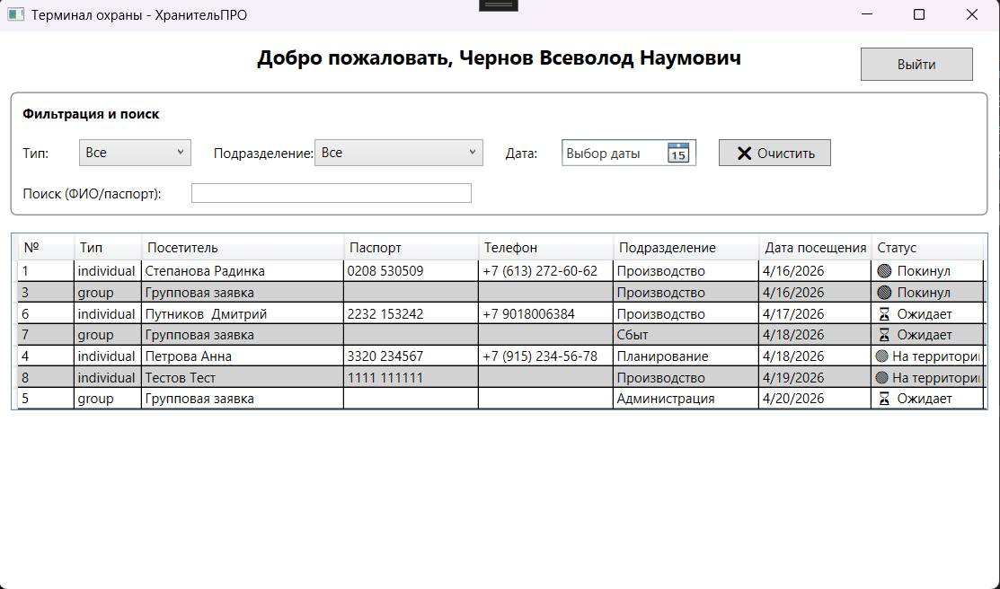 Терминал охраны - ХранительПРО
Добро пожаловать, Чернов Всеволод Наумович
Выйти
Фильтрация и поиск
Тип: Все Подразделение: Все Дата: Выбор даты 15 Очистить
Поиск (ФИО/паспорт):
№ Тип Посетитель Паспорт Телефон Подразделение Дата посещения Статус
1 individual Степанова Радинка 0208 530509 +7 (613) 272-60-62 Производство 4/16/2026 Покинул
3 group Групповая заявка Производство 4/16/2026 Покинул
6 individual Путников  Дмитрий 2232 153242 +7 9018006384 Производство 4/17/2026 Ожидает
7 group Групповая заявка Сбыт 4/18/2026 Ожидает
4 individual Петрова Анна 3320 234567 +7 (915) 234-56-78 Планирование 4/18/2026 На территори
8 individual Тестов Тест 1111 111111 Производство 4/19/2026 На территори
5 group Групповая заявка Администрация 4/20/2026 Ожидает